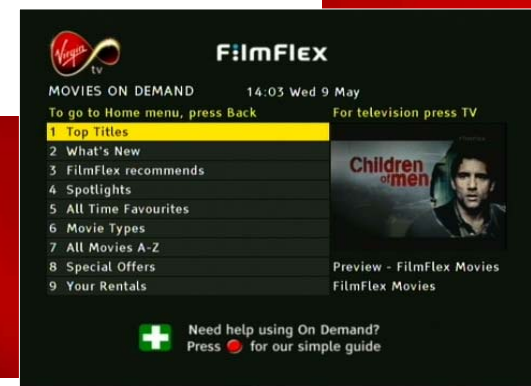 Virgin
tv
FilmFlex
MOVIES ON DEMAND 14:03 Wed 9 May
To go to Home menu, press Back
For television press TV
1 Top Titles
2 What's New
3 FilmFlex recommends
4 Spotlights
5 All Time Favourites
6 Movie Types
7 All Movies A-Z
8 Special Offers
9 Your Rentals
Children
of men
Preview - FilmFlex Movies
FilmFlex Movies
Need help using On Demand?
Press for our simple guide